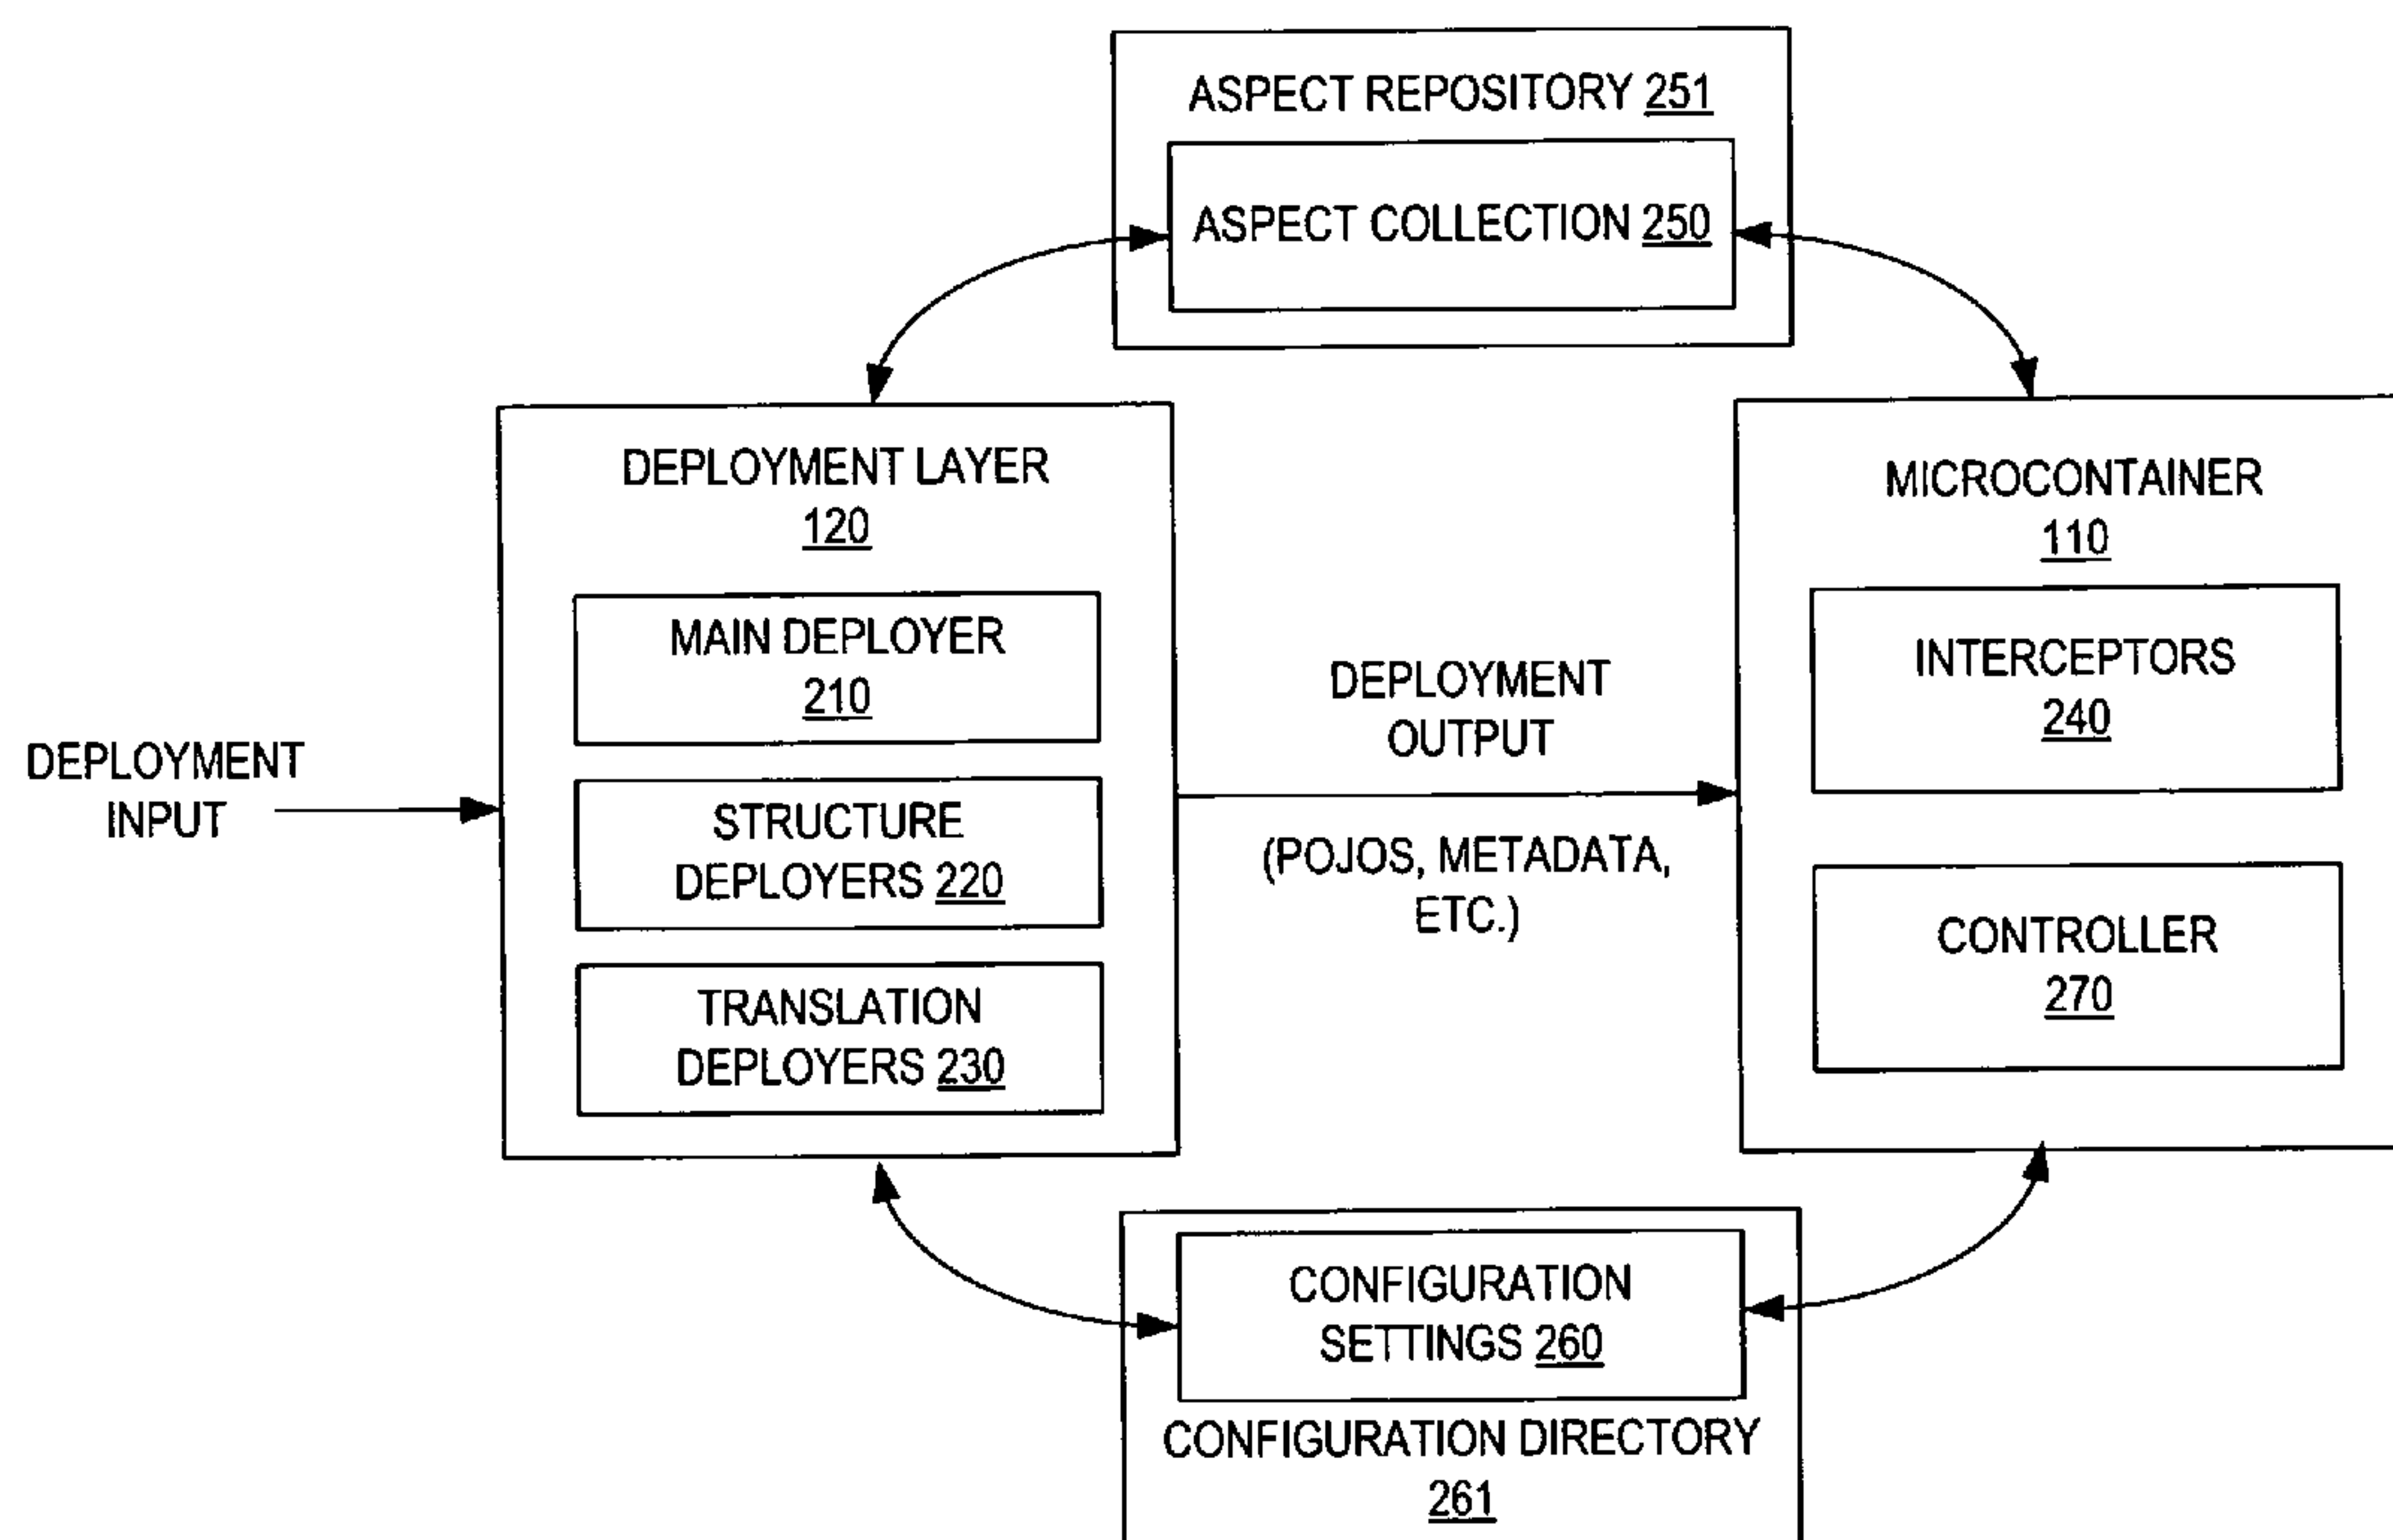 ASPECT REPOSITORY 251
ASPECT COLLECTION 250
DEPLOYMENT LAYER
120
MAIN DEPLOYER
210
STRUCTURE
DEPLOYERS 220
TRANSLATION
DEPLOYERS 230
DEPLOYMENT
INPUT
DEPLOYMENT
OUTPUT
(POJOS, METADATA,
ETC.)
MICROCONTAINER
110
INTERCEPTORS
240
CONTROLLER
270
CONFIGURATION
SETTINGS 260
CONFIGURATION DIRECTORY
261